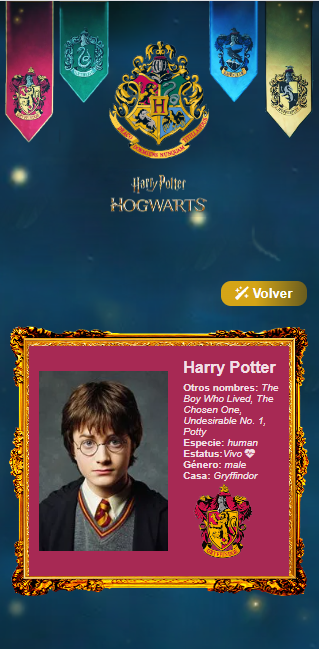 Harry Potter
HOGWARTS
Volver
Harry Potter
Otros nombres: The
Boy Who Lived, The
Chosen One,
Undesirable No. 1,
Potty
Especie: human
Estatus:Vivo
Género: male
Casa: Gryffindor
GRYFFINDOR